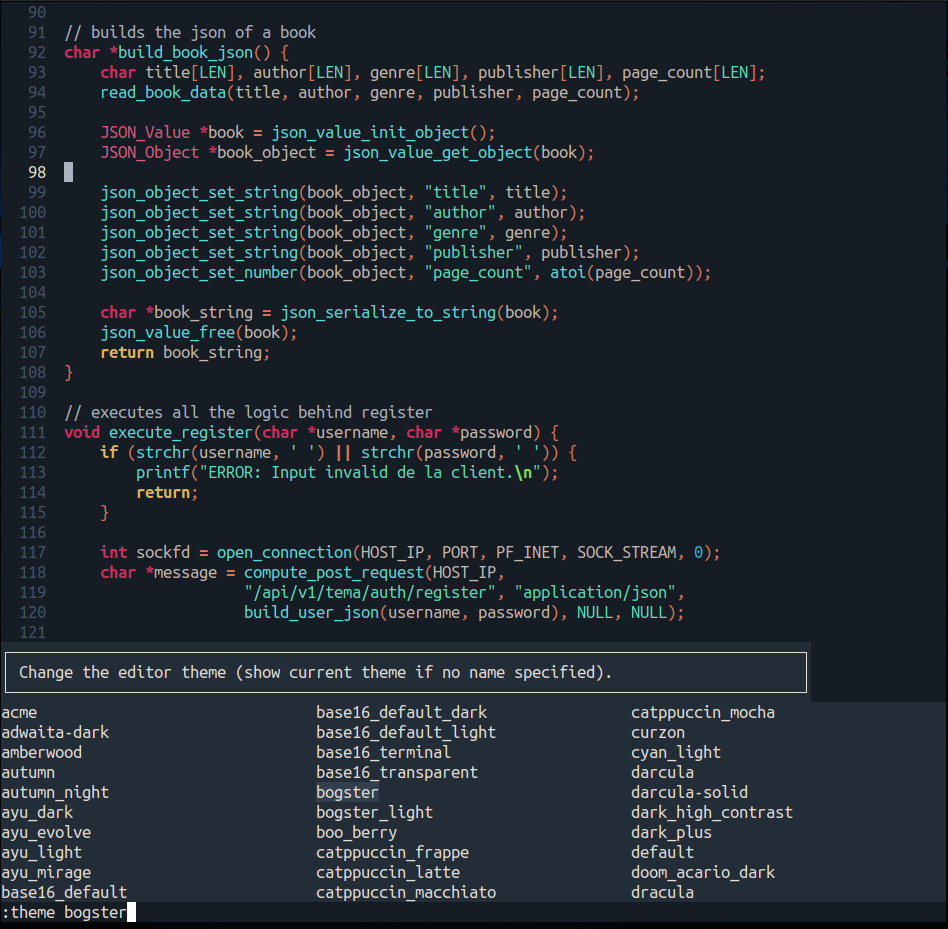 90
91 // builds the json of a book
92 char *build_book_json() {
93     char title[LEN], author[LEN], genre[LEN], publisher[LEN], page_count[LEN];
94     read_book_data(title, author, genre, publisher, page_count);
95
96     JSON_Value *book = json_value_init_object();
97     JSON_Object *book_object = json_value_get_object(book);
98
99     json_object_set_string(book_object, "title", title);
100     json_object_set_string(book_object, "author", author);
101     json_object_set_string(book_object, "genre", genre);
102     json_object_set_string(book_object, "publisher", publisher);
103     json_object_set_number(book_object, "page_count", atoi(page_count));
104
105     char *book_string = json_serialize_to_string(book);
106     json_value_free(book);
107     return book_string;
108 }
109
110 // executes all the logic behind register
111 void execute_register(char *username, char *password) {
112     if (strchr(username, ' ') || strchr(password, ' ')) {
113         printf("ERROR: Input invalid de la client.\n");
114         return;
115     }
116
117     int sockfd = open_connection(HOST_IP, PORT, PF_INET, SOCK_STREAM, 0);
118     char *message = compute_post_request(HOST_IP,
119                     "/api/v1/tema/auth/register", "application/json",
120                     build_user_json(username, password), NULL, NULL);
121
Change the editor theme (show current theme if no name specified).
acme base16_default_dark catppuccin_mocha
adwaita-dark base16_default_light curzon
amberwood base16_terminal cyan_light
autumn base16_transparent darcula
autumn_night bogster darcula-solid
ayu_dark bogster_light dark_high_contrast
ayu_evolve boo_berry dark_plus
ayu_light catppuccin_frappe default
ayu_mirage catppuccin_latte doom_acario_dark
base16_default catppuccin_macchiato dracula
:theme bogster